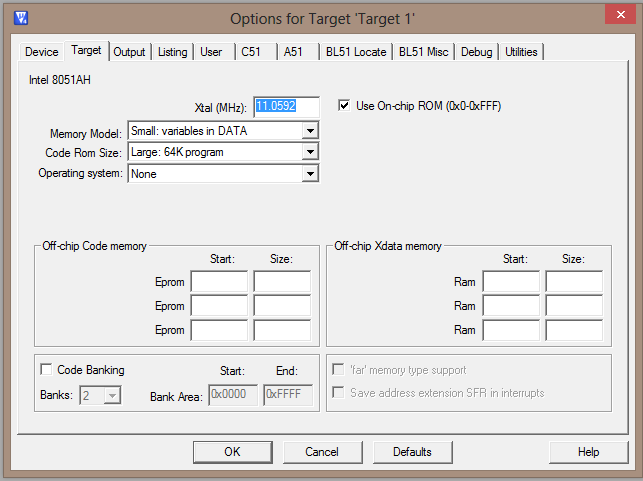 Options for Target 'Target 1'
Device Target Output Listing User C51 A51 BL51 Locate BL51 Misc Debug Utilities
Intel 8051AH
Xtal (MHz): 11.0592 Use On-chip ROM (0x0-0xFFF)
Memory Model: Small: variables in DATA
Code Rom Size: Large: 64K program
Operating system: None
Off-chip Code memory Off-chip Xdata memory
Start: Size: Start: Size:
Eprom Ram
Eprom Ram
Eprom Ram
Code Banking Start: End: 'far' memory type support
Banks: 2 Bank Area: 0x0000 0xFFFF Save address extension SFR in interrupts
OK Cancel Defaults Help